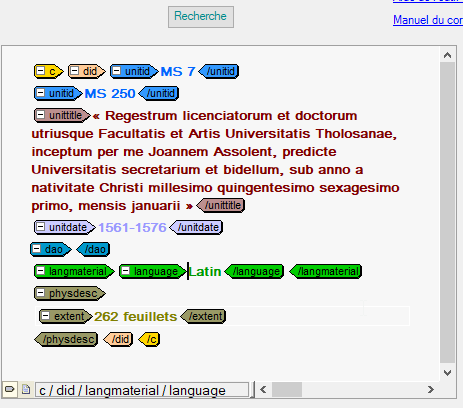 Recherche
Manuel du cor
c did unitid MS 7 /unitid
unitid MS 250 /unitid
unittitle « Regestrum licenciatorum et doctorum
utriusque Facultatis et Artis Universitatis Tholosanae,
inceptum per me Joannem Assolent, predicte
Universitatis secretarium et bidellum, sub anno a
nativitate Christi millesimo quingentesimo sexagesimo
primo, mensis januarii » /unittitle
unitdate 1561-1576 /unitdate
dao /dao
langmaterial language Latin /language /langmaterial
physdesc
extent 262 feuillets /extent
/physdesc /did /c
c / did / langmaterial / language